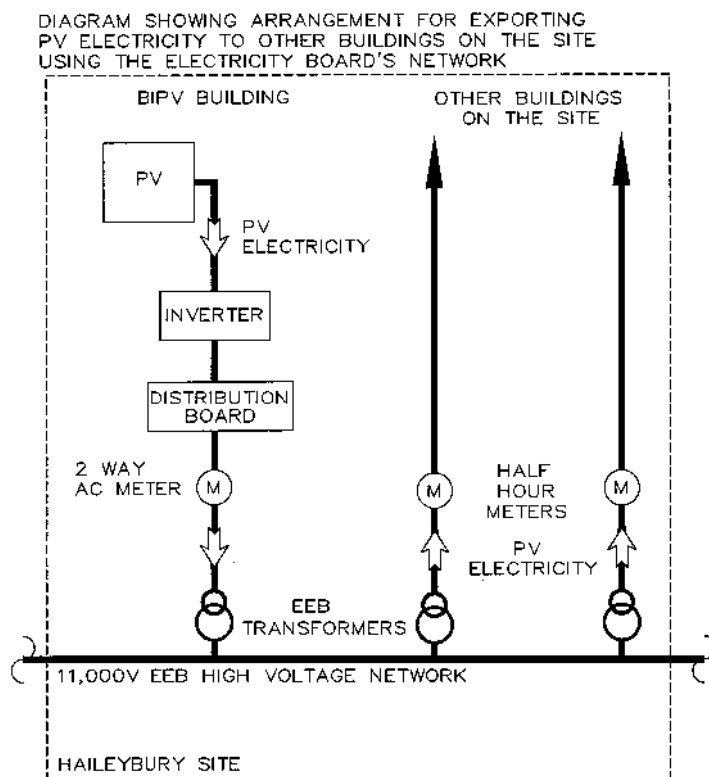 DIAGRAM SHOWING ARRANGEMENT FOR EXPORTING
PV ELECTRICITY TO OTHER BUILDINGS ON THE SITE
USING THE ELECTRICITY BOARD'S NETWORK
BIPV BUILDING
OTHER BUILDINGS
ON THE SITE
PV
PV
ELECTRICITY
INVERTER
DISTRIBUTION
BOARD
2 WAY
AC METER
M
M
HALF
HOUR
METERS
M
PV
ELECTRICITY
EEB
TRANSFORMERS
11,000V EEB HIGH VOLTAGE NETWORK
HAILEYBURY SITE